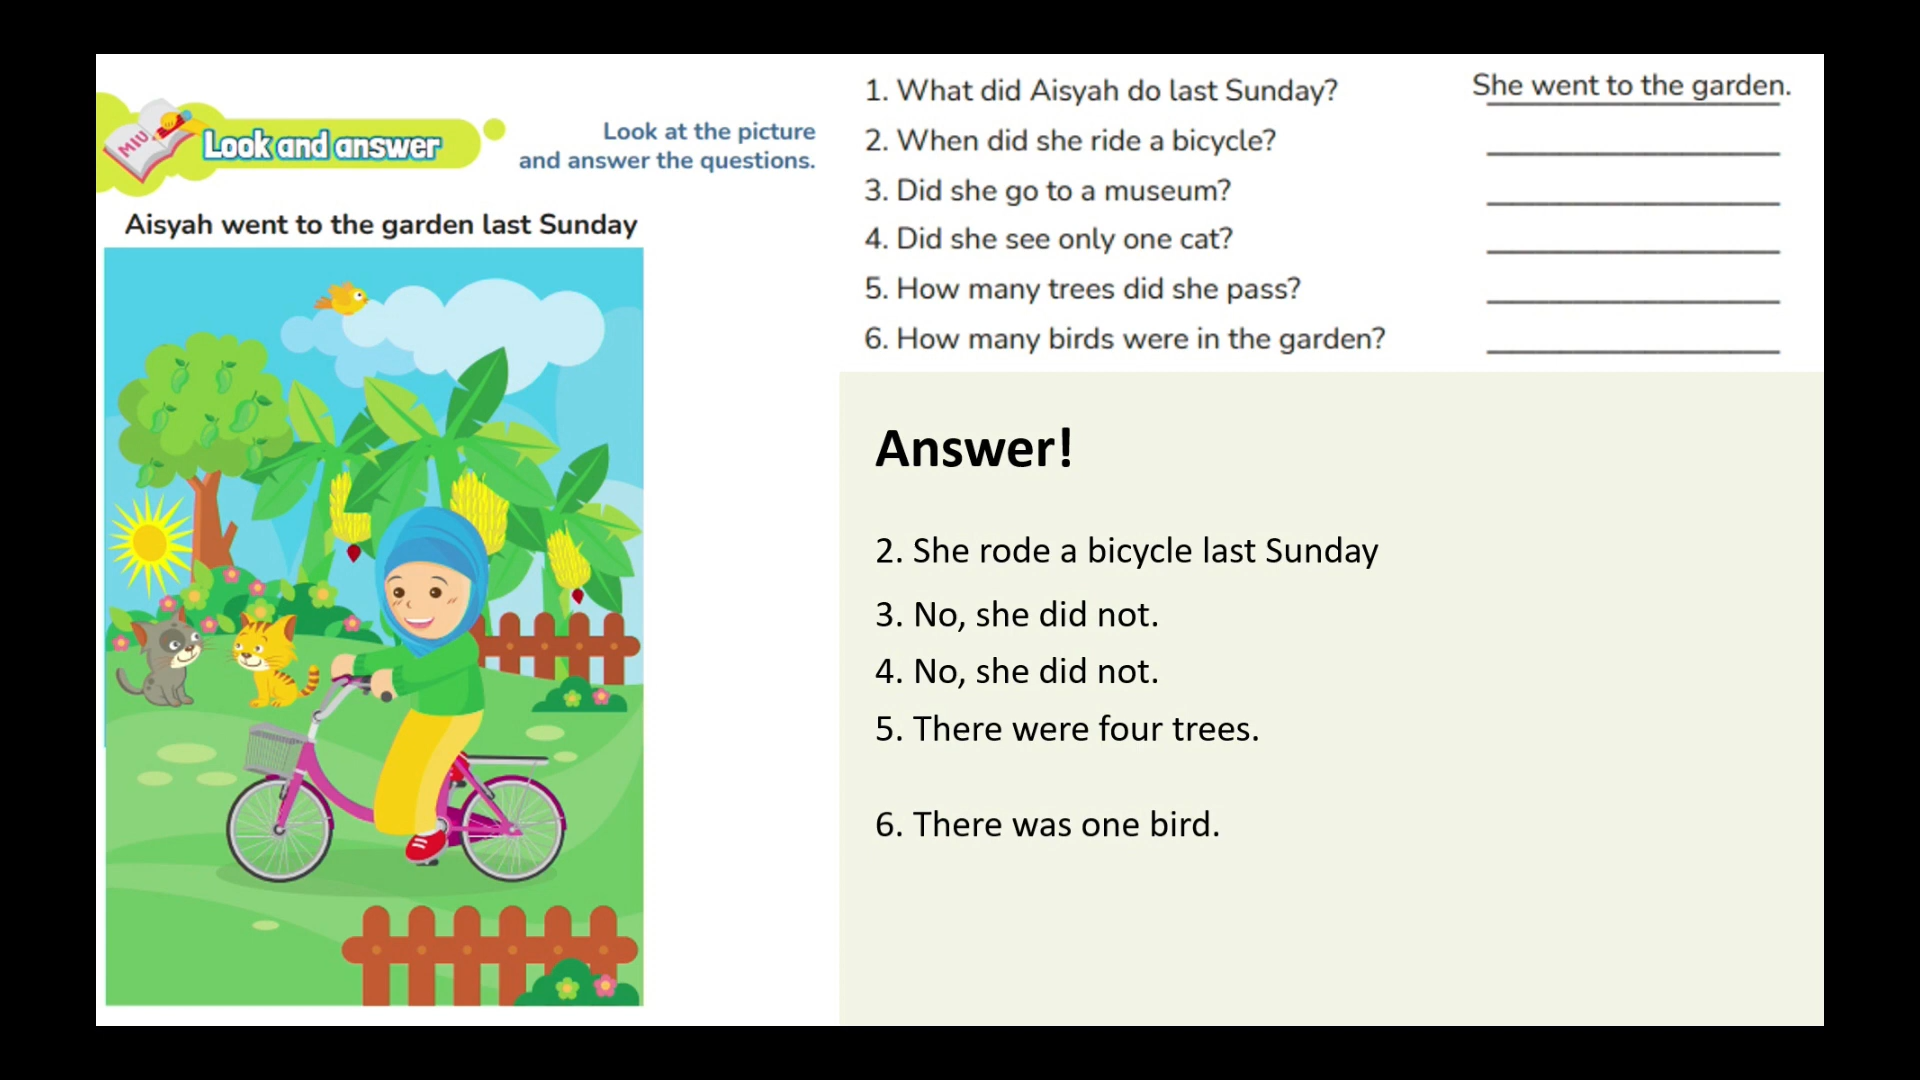 MIU
Look and answer
Look at the picture
and answer the questions.
Aisyah went to the garden last Sunday
1. What did Aisyah do last Sunday? She went to the garden.
2. When did she ride a bicycle?
3. Did she go to a museum?
4. Did she see only one cat?
5. How many trees did she pass?
6. How many birds were in the garden?
Answer!
2. She rode a bicycle last Sunday
3. No, she did not.
4. No, she did not.
5. There were four trees.
6. There was one bird.